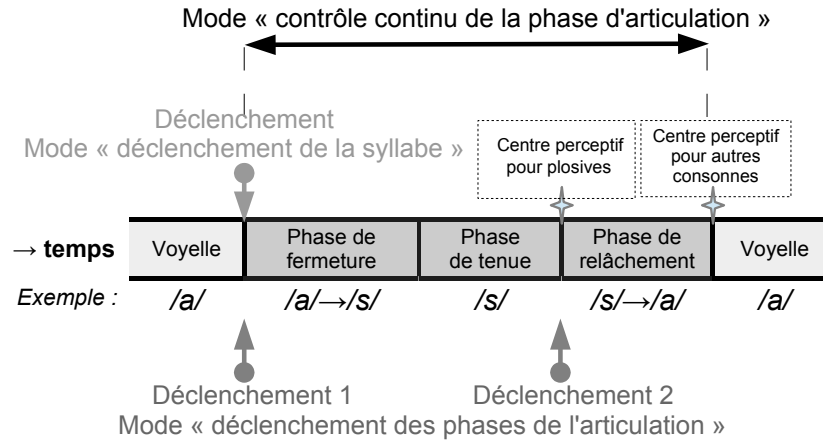 Mode « contrôle continu de la phase d'articulation »
Déclenchement
Mode « déclenchement de la syllabe »
Centre perceptif
pour plosives
Centre perceptif
pour autres
consonnes
→ temps
Voyelle
Phase de
fermeture
Phase
de tenue
Phase de
relâchement
Voyelle
Exemple : /a/ /a/→/s/ /s/ /s/→/a/ /a/
Déclenchement 1 Déclenchement 2
Mode « déclenchement des phases de l'articulation »